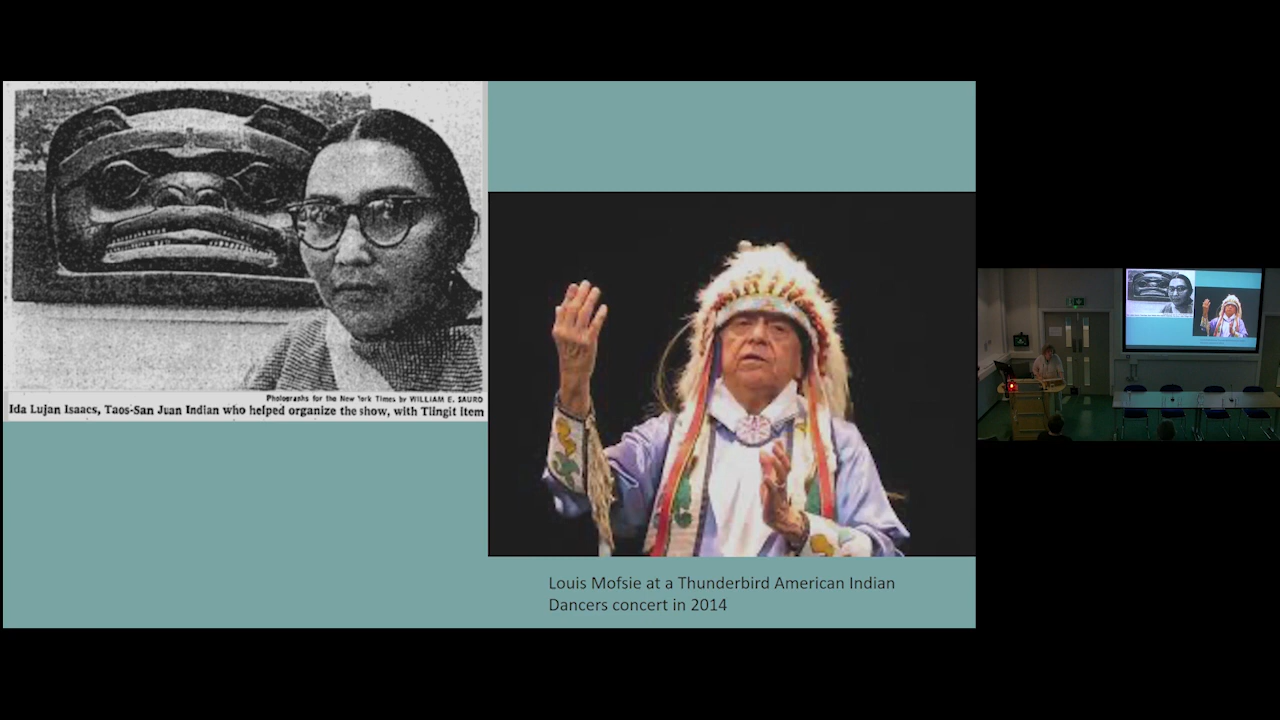 Photographs for the New York Times by WILLIAM E. SAURO
Ida Lujan Isaacs, Taos-San Juan Indian who helped organize the show, with Tlingit item
Louis Mofsie at a Thunderbird American Indian
Dancers concert in 2014